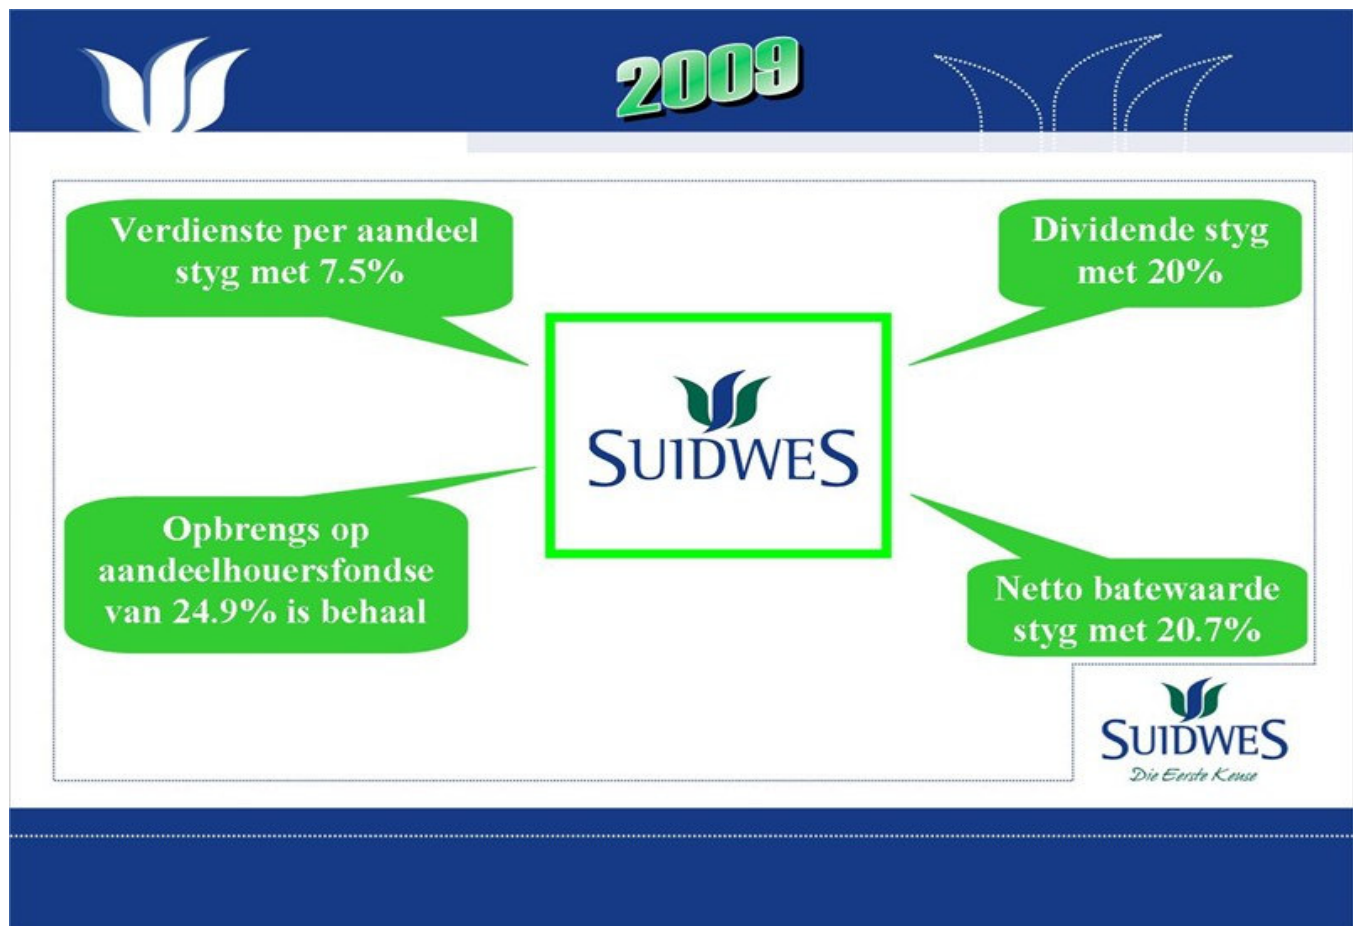 2009
Verdienste per aandeel
styg met 7.5%
Dividende styg
met 20%
SUIDWES
Opbrengs op
aandeelhouersfondse
van 24.9% is behaal
Netto batewaarde
styg met 20.7%
SUIDWES
Die Eerste Keuse